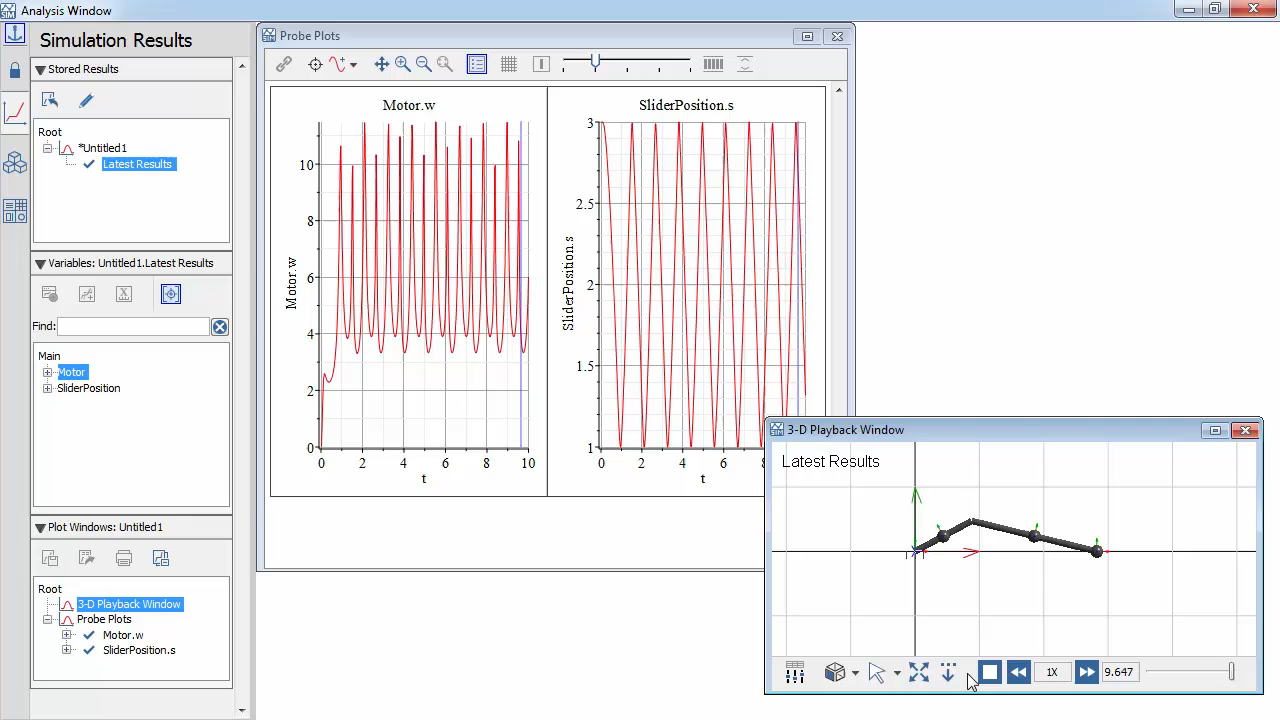 Analysis Window
Simulation Results
Stored Results
Root
*Untitled1
Latest Results
Variables: Untitled1.Latest Results
Find:
Main
Motor
SliderPosition
Plot Windows: Untitled1
Root
3-D Playback Window
Probe Plots
Motor.w
SliderPosition.s
Probe Plots
Motor.w
10
8
6
4
2
0
Motor.w
0 2 4 6 8 10
t
SliderPosition.s
3
2.5
2
1.5
1
SliderPosition.s
0 2 4 6 8
t
3-D Playback Window
Latest Results
1X
9.647